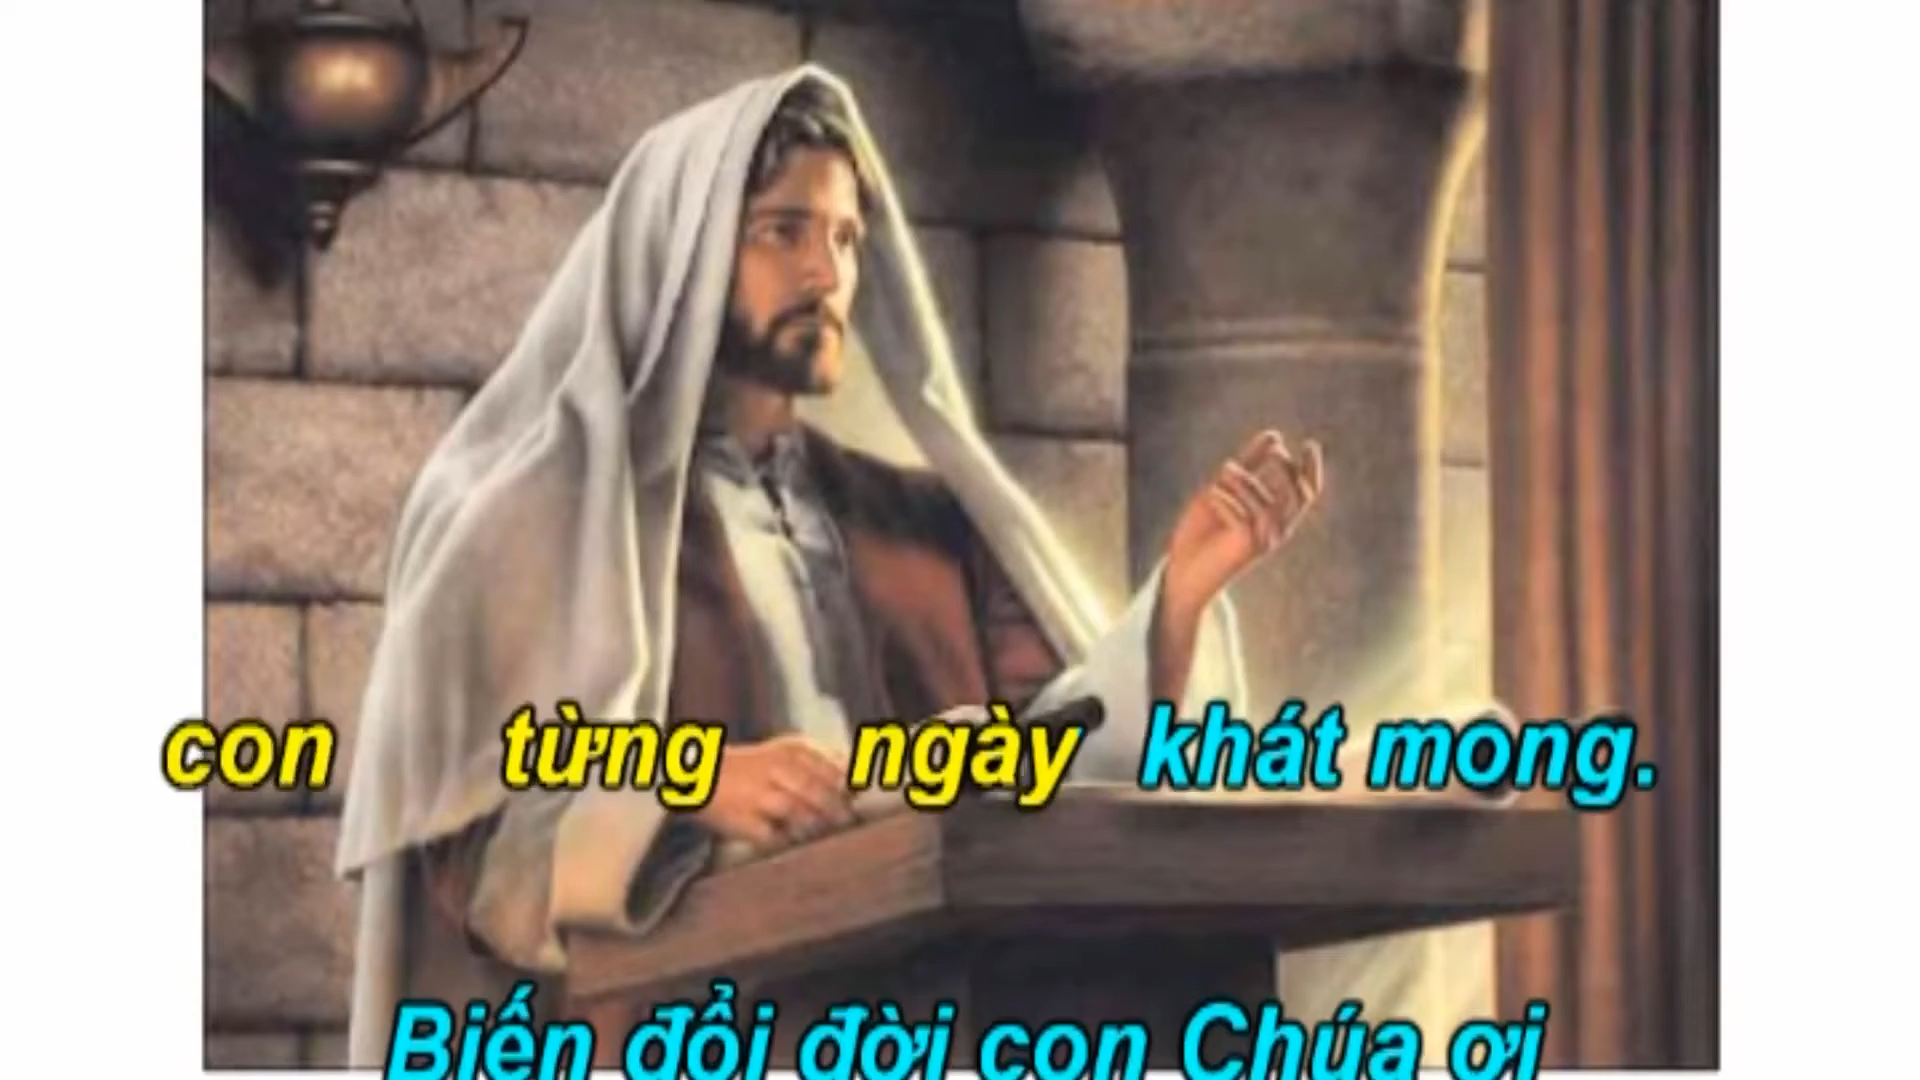 con từng ngày khát mong.
Biến đổi đời con Chúa ơi